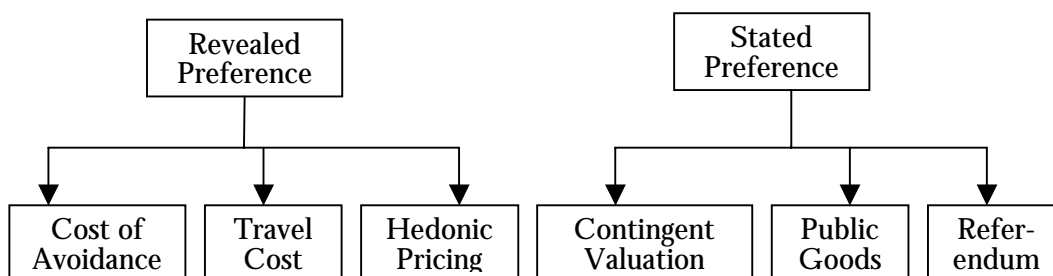 Revealed
Preference
Stated
Preference
Cost of
Avoidance
Travel
Cost
Hedonic
Pricing
Contingent
Valuation
Public
Goods
Refer-
endum